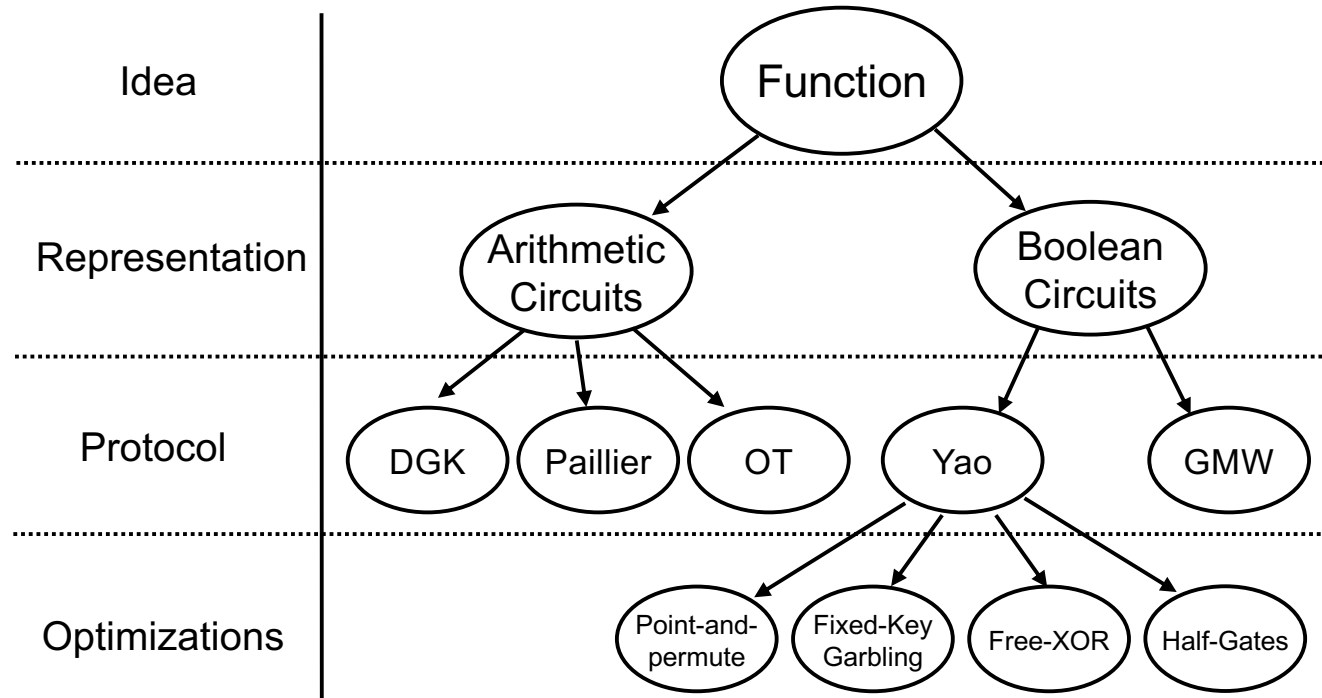 Idea
Function
Representation
Arithmetic
Circuits
Boolean
Circuits
Protocol
DGK
Paillier
OT
Yao
GMW
Optimizations
Point-and-
permute
Fixed-Key
Garbling
Free-XOR
Half-Gates